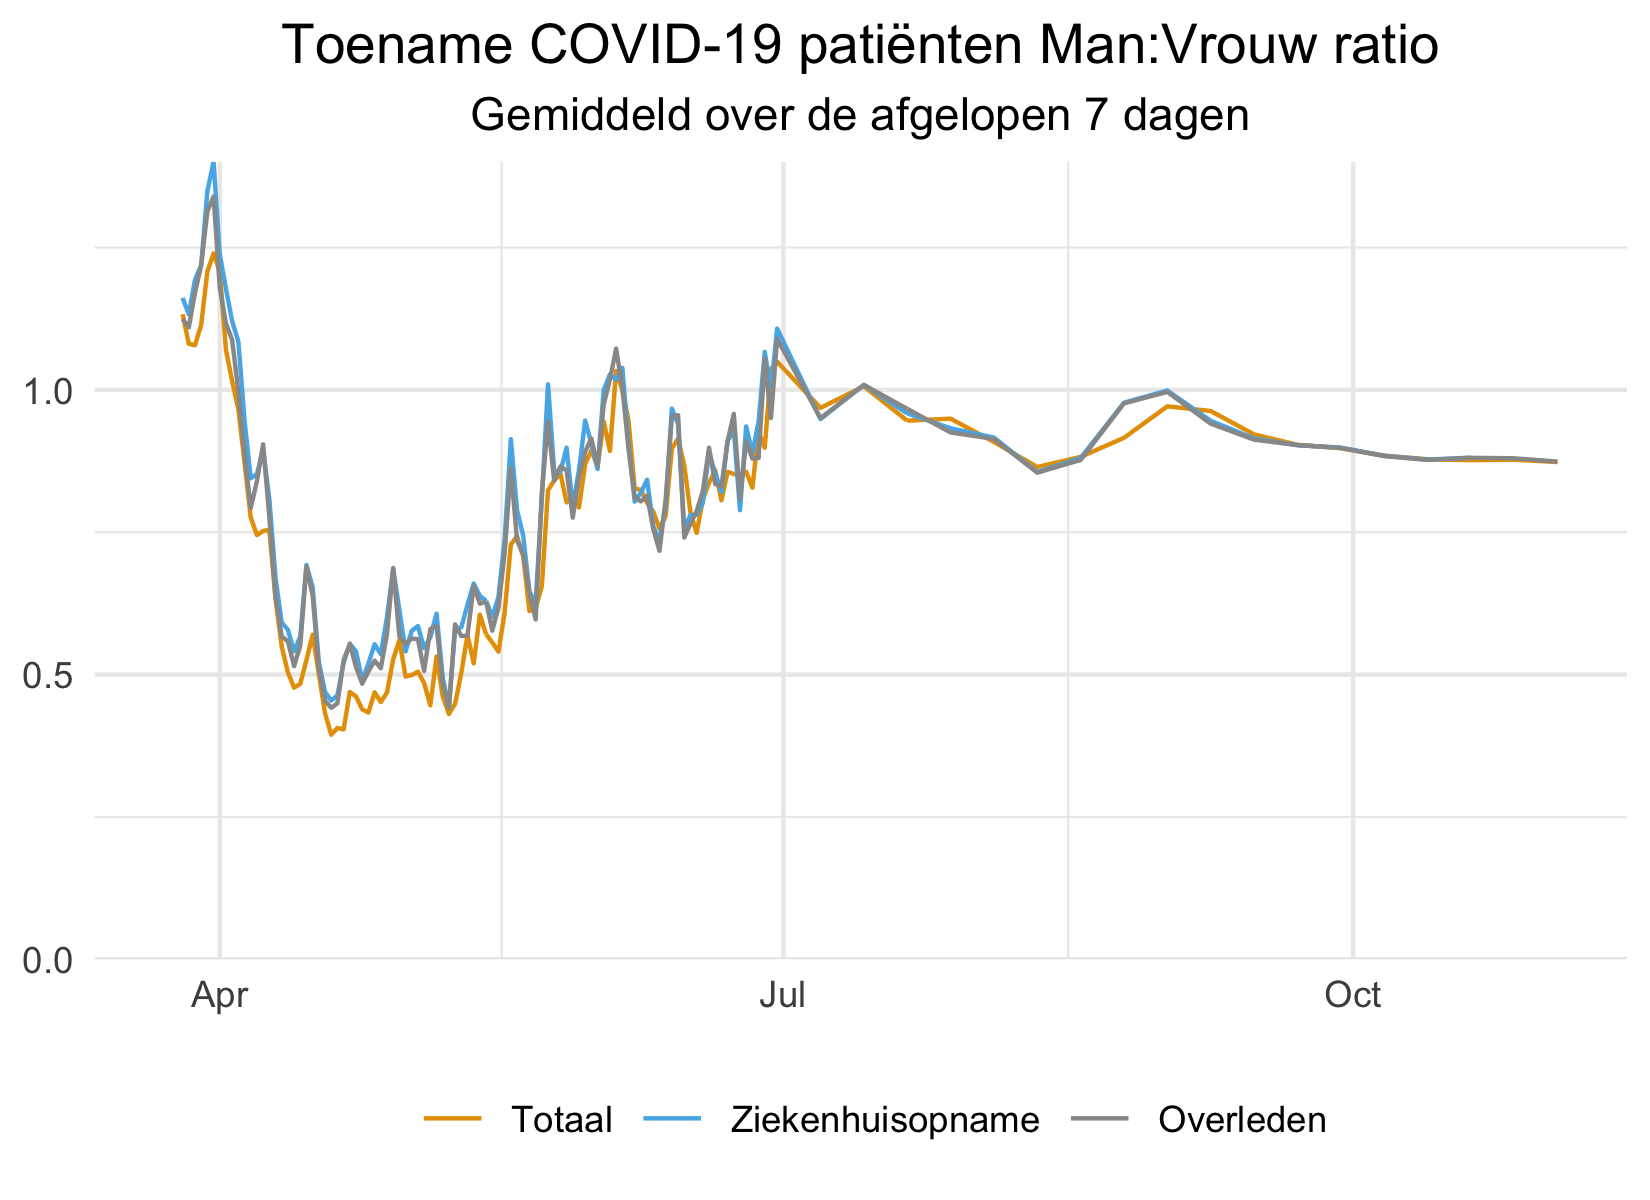 Toename COVID-19 patiënten Man:Vrouw ratio
Gemiddeld over de afgelopen 7 dagen
1.0
0.5
0.0
Apr Jul Oct
Totaal Ziekenhuisopname Overleden